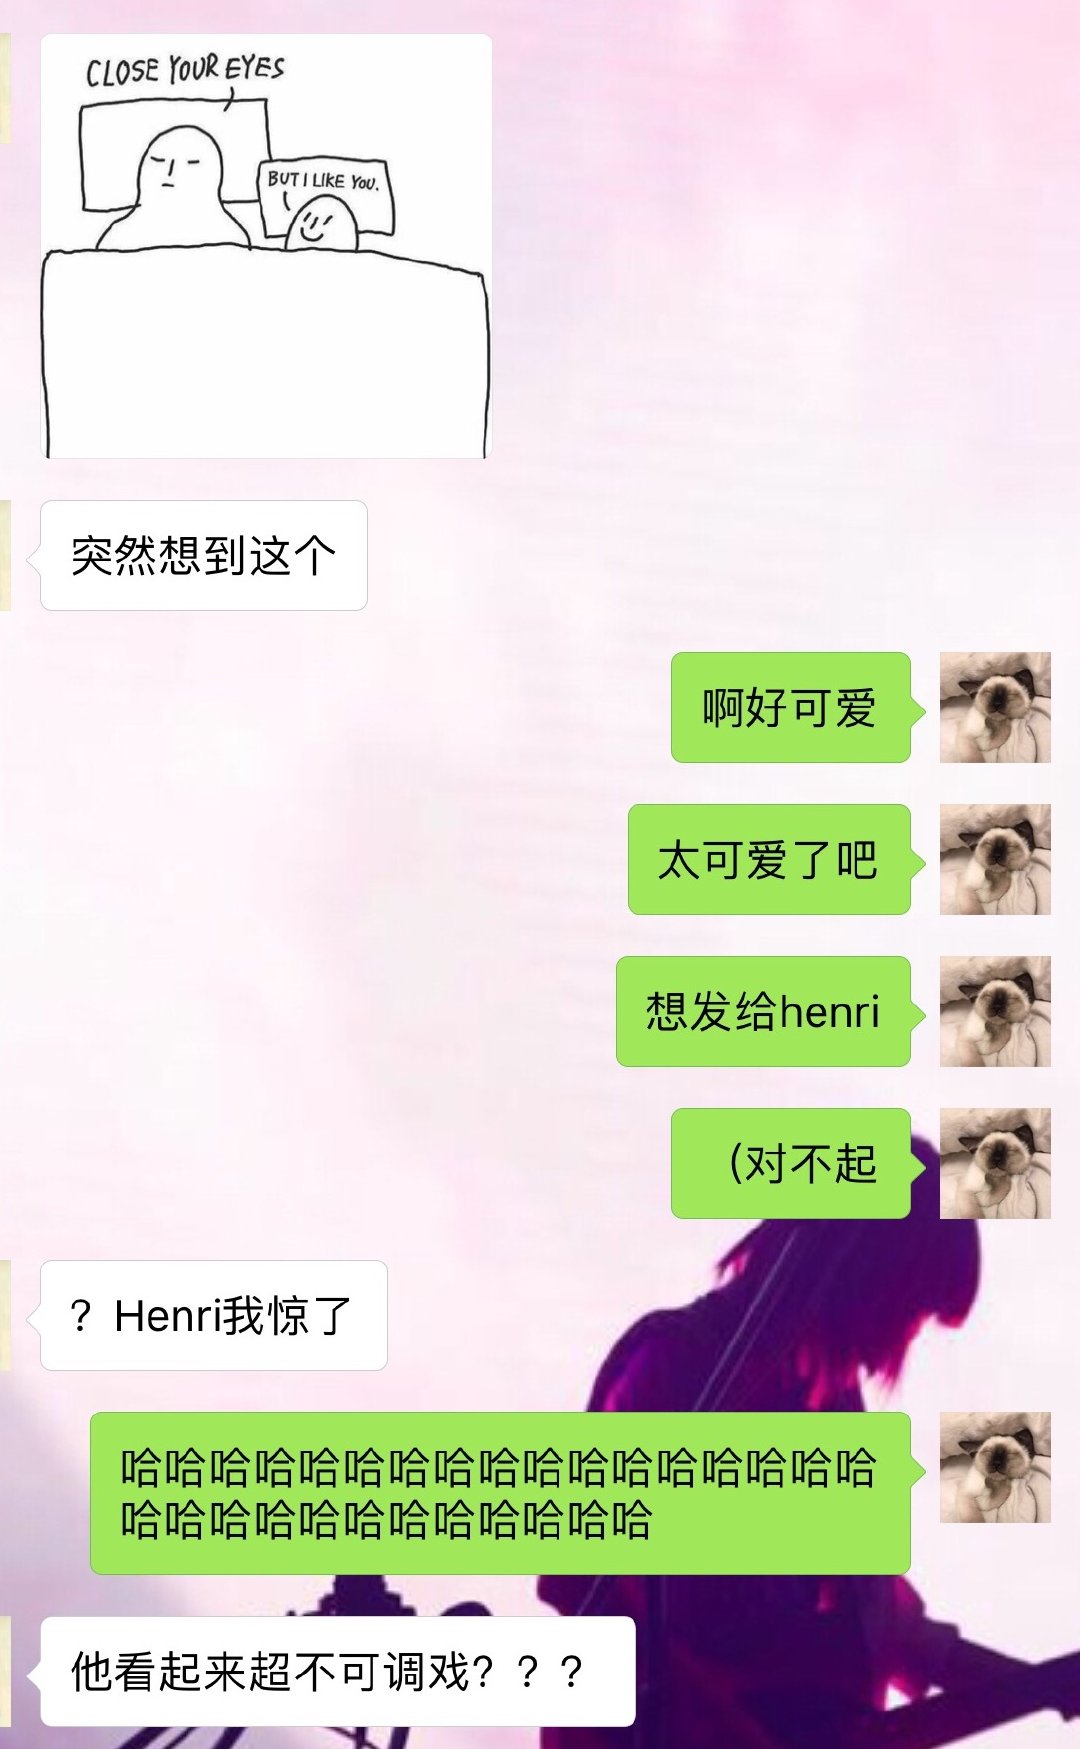 CLOSE YOUR EYES
BUT I LIKE YOU.
突然想到这个
啊好可爱
太可爱了吧
想发给henri
（对不起
？Henri我惊了
哈哈哈哈哈哈哈哈哈哈哈哈哈哈哈哈哈
哈哈哈哈哈哈哈哈哈哈哈哈
他看起来超不可调戏？？？